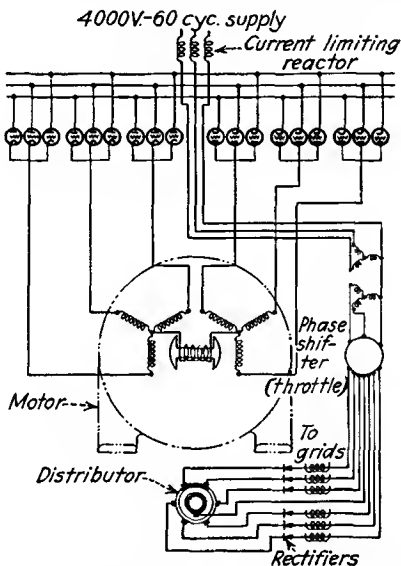 4000V.-60 cyc. supply
Current limiting
reactor
Phase
shif-
ter
(throttle)
Motor
To
grids
Distributor
Rectifiers